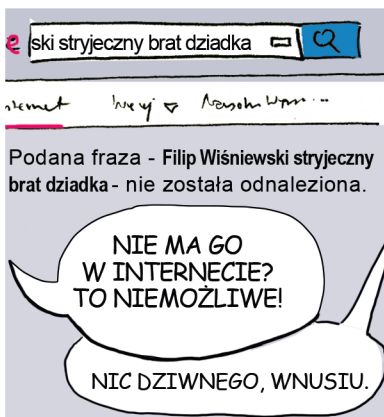 ski stryjeczny brat dziadka
Podana fraza - Filip Wiśniewski stryjeczny
brat dziadka - nie została odnaleziona.
NIE MA GO
W INTERNECIE?
TO NIEMOŻLIWE!
NIC DZIWNEGO, WNUSIU.